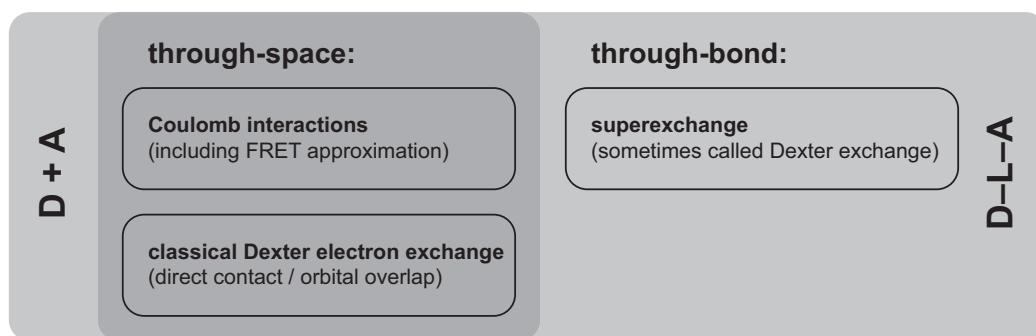 D + A
through-space:
Coulomb interactions
(including FRET approximation)
classical Dexter electron exchange
(direct contact / orbital overlap)
through-bond:
superexchange
(sometimes called Dexter exchange)
D–L–A